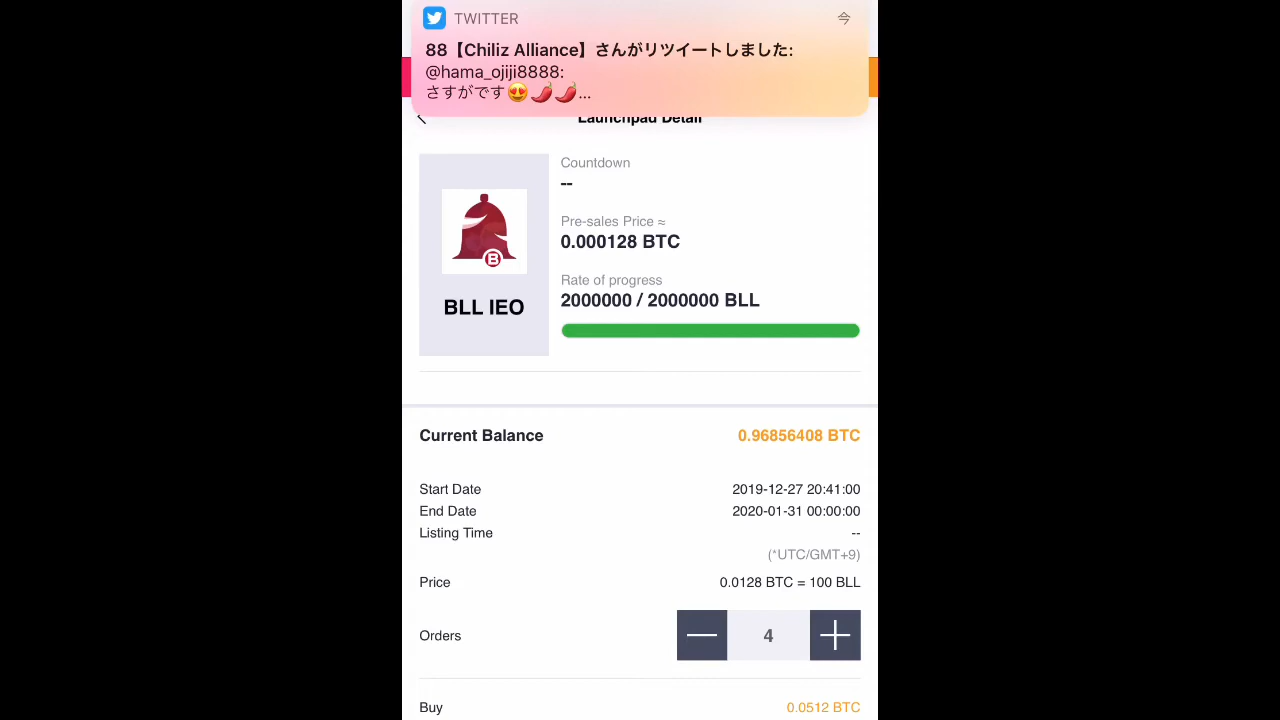 TWITTER 今
88【Chiliz Alliance】さんがリツイートしました:
@hama_ojiji8888:
さすがです😍🌶️🌶️...
Launchpad Detail
Countdown
--
Pre-sales Price ≈
0.000128 BTC
Rate of progress
2000000 / 2000000 BLL
B
BLL IEO
Current Balance 0.96856408 BTC
Start Date 2019-12-27 20:41:00
End Date 2020-01-31 00:00:00
Listing Time --
(*UTC/GMT+9)
Price 0.0128 BTC = 100 BLL
Orders — 4 +
Buy 0.0512 BTC